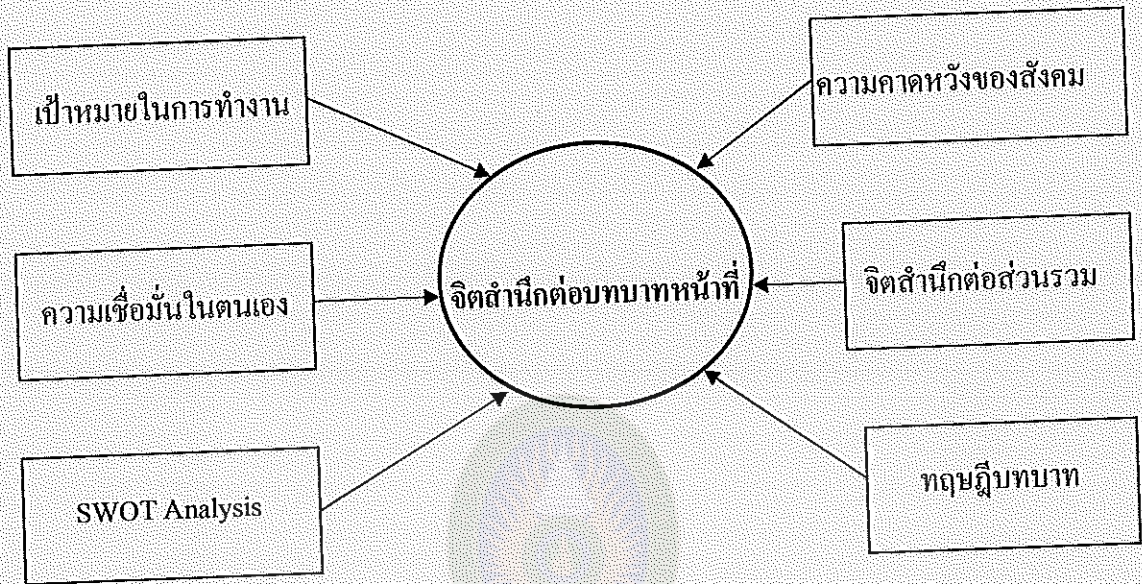 เป้าหมายในการทำงาน
ความคาดหวังของสังคม
ความเชื่อมั่นในตนเอง
จิตสำนึกต่อบทบาทหน้าที่
จิตสำนึกต่อส่วนรวม
SWOT Analysis
ทฤษฎีบทบาท